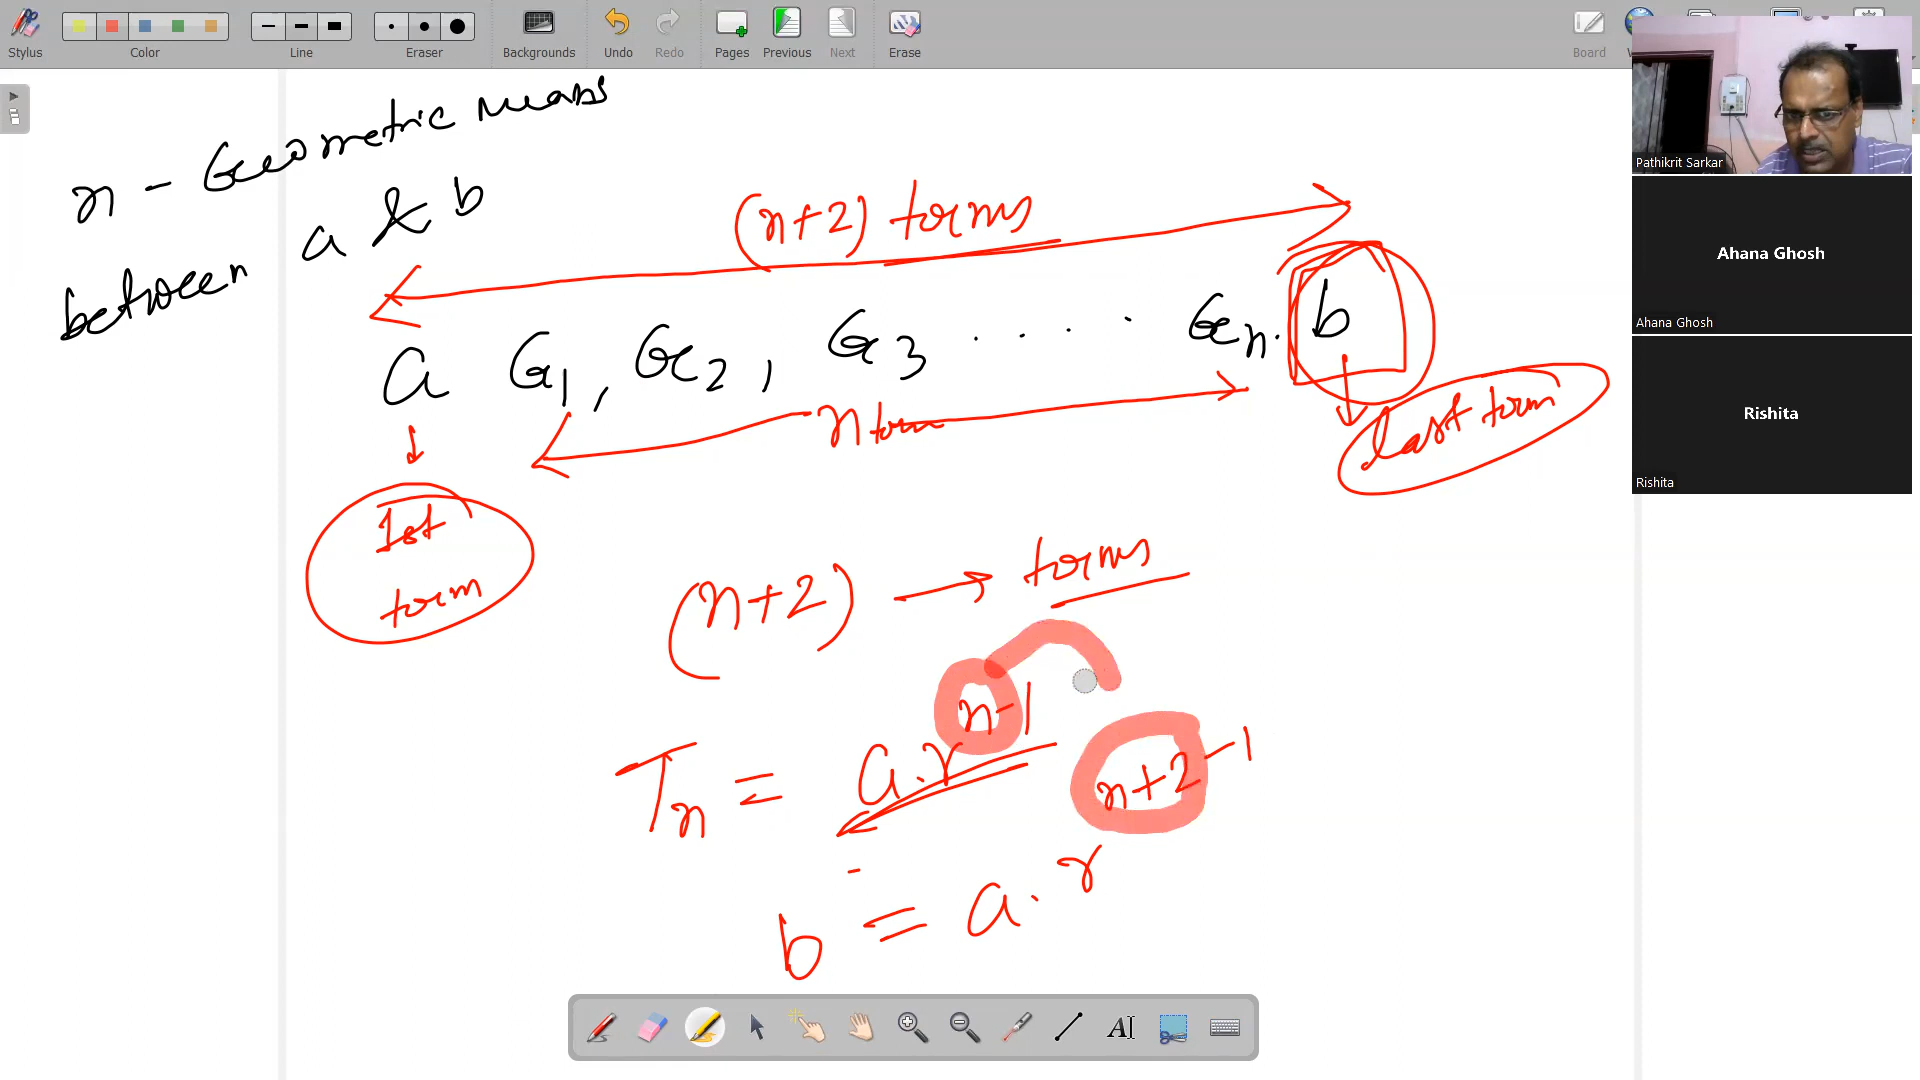 Stylus Color Line Eraser Backgrounds Undo Redo Pages Previous Next Erase Board
n - Geometric means
between a & b
(n+2) terms
a G1, G2, G3 . . . . Gn. b
n term
1st term
last term
(n+2) → terms
Tn = a.r^n-1
b = a.r^n+2-1
Pathikrit Sarkar
Ahana Ghosh
Ahana Ghosh
Rishita
Rishita